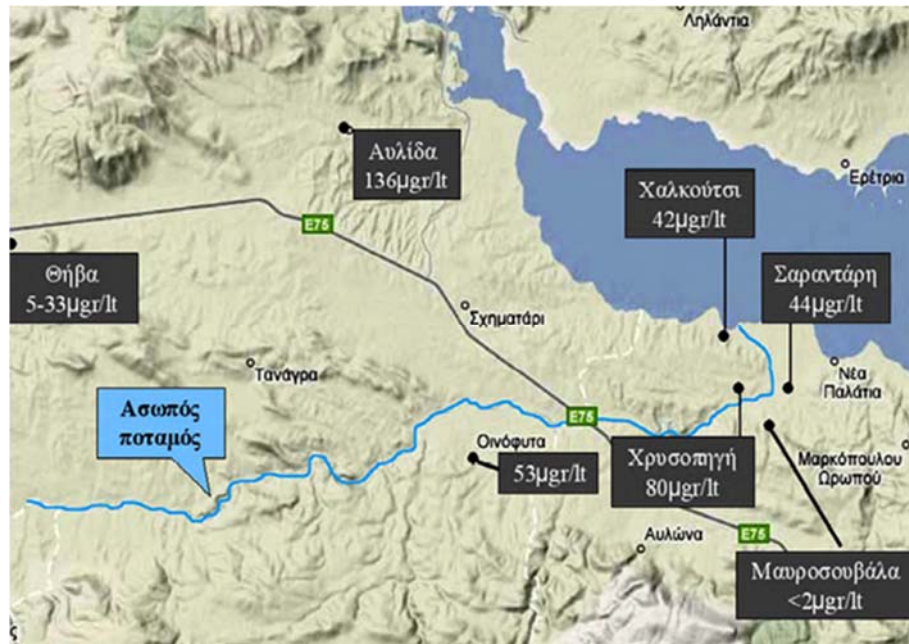 Ληλάντια
Αυλίδα
136μgr/lt
Χαλκούτσι
42μgr/lt
Ερέτρια
E75
Θήβα
5-33μgr/lt
Σαραντάρη
44μgr/lt
Σχηματάρι
Τανάγρα
Νέα
Παλάτια
Ασωπός
ποταμός
E75
Οινόφυτα
53μgr/lt
Χρυσοπηγή
80μgr/lt
Μαρκόπουλου
Ωρωπού
Αυλώνα
E75
Μαυροσουβάλα
<2μgr/lt
ς